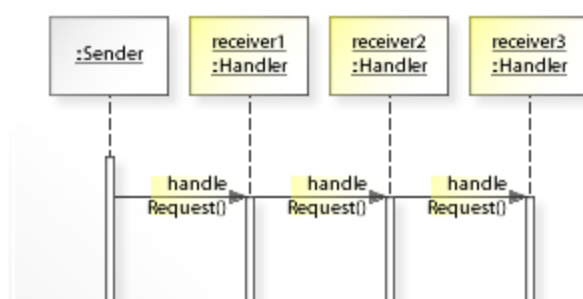 :Sender
receiver1
:Handler
receiver2
:Handler
receiver3
:Handler
handle
Request()
handle
Request()
handle
Request()